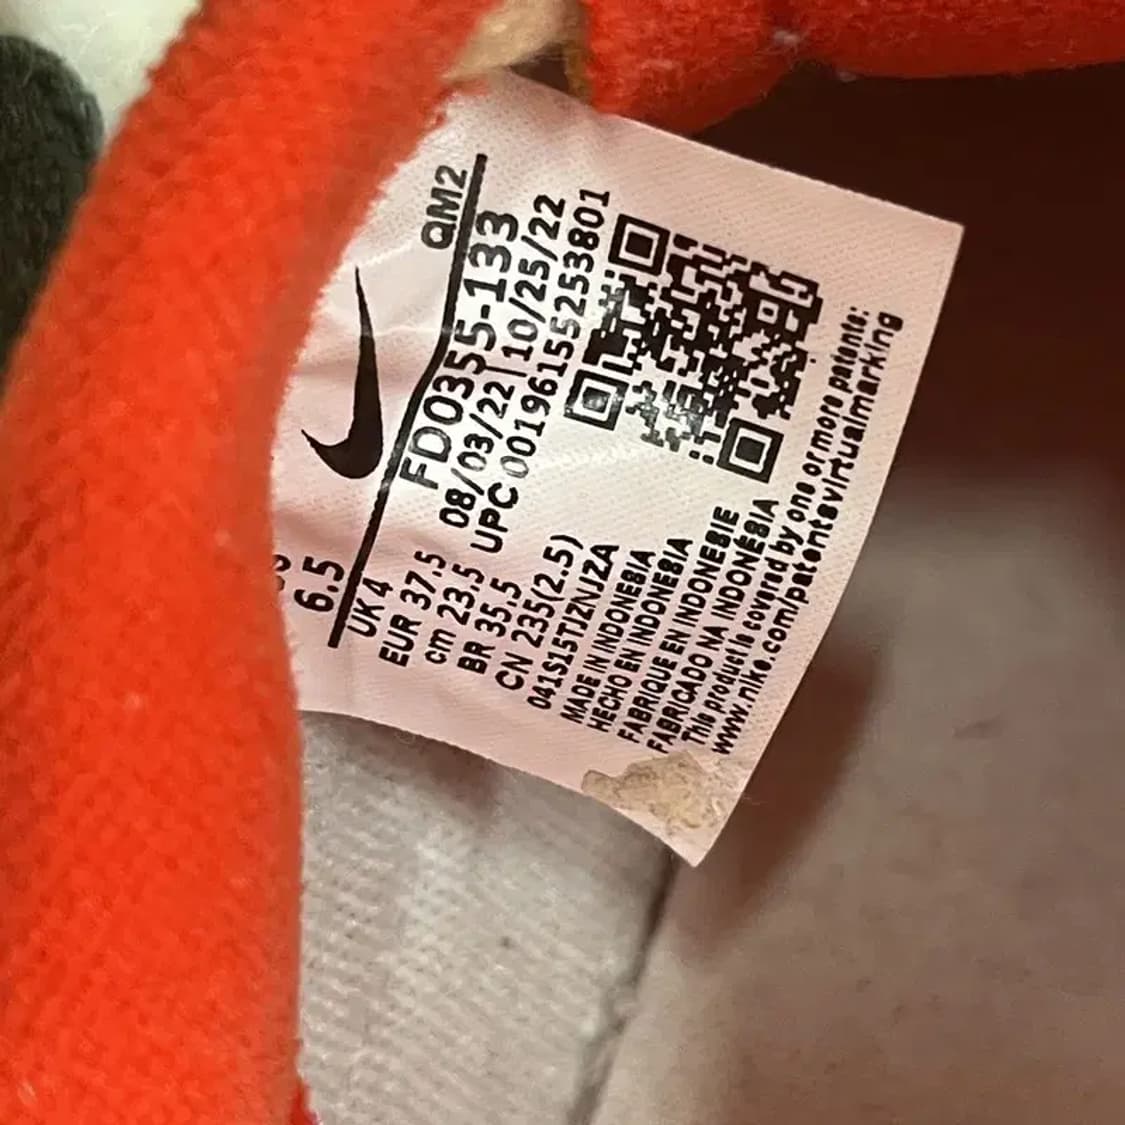 QM2
6.5
UK 4
EUR 37.5
cm 23.5
BR 35.5
CN 235(2.5)
FD0355-133
08/03/22 | 10/25/22
UPC 00196155253801
041S15TJZNJZA
MADE IN INDONESIA
HECHO EN INDONESIA
FABRIQUE EN INDONESIE
FABRICADO NA INDONÉSIA
This product is covered by one or more patents:
www.nike.com/patentsvirtualmarking